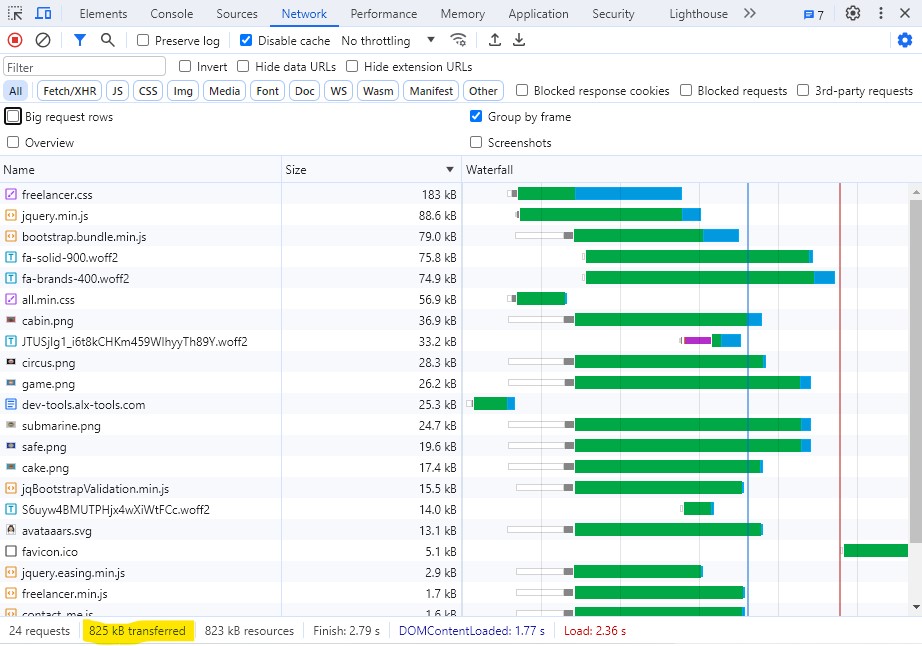 Elements Console Sources Network Performance Memory Application Security Lighthouse 7
Preserve log Disable cache No throttling
Filter Invert Hide data URLs Hide extension URLs
All Fetch/XHR JS CSS Img Media Font Doc WS Wasm Manifest Other Blocked response cookies Blocked requests 3rd-party requests
Big request rows Group by frame
Overview Screenshots
Name Size Waterfall
freelancer.css 183 kB
jquery.min.js 88.6 kB
bootstrap.bundle.min.js 79.0 kB
fa-solid-900.woff2 75.8 kB
fa-brands-400.woff2 74.9 kB
all.min.css 56.9 kB
cabin.png 36.9 kB
JTUSjIg1_i6t8kCHKm459WlhyyTh89Y.woff2 33.2 kB
circus.png 28.3 kB
game.png 26.2 kB
dev-tools.alx-tools.com 25.3 kB
submarine.png 24.7 kB
safe.png 19.6 kB
cake.png 17.4 kB
jqBootstrapValidation.min.js 15.5 kB
S6uyw4BMUTPHjx4wXiWtFCc.woff2 14.0 kB
avataaars.svg 13.1 kB
favicon.ico 5.1 kB
jquery.easing.min.js 2.9 kB
freelancer.min.js 1.7 kB
contact_me.js 1.6 kB
24 requests 825 kB transferred 823 kB resources Finish: 2.79 s DOMContentLoaded: 1.77 s Load: 2.36 s